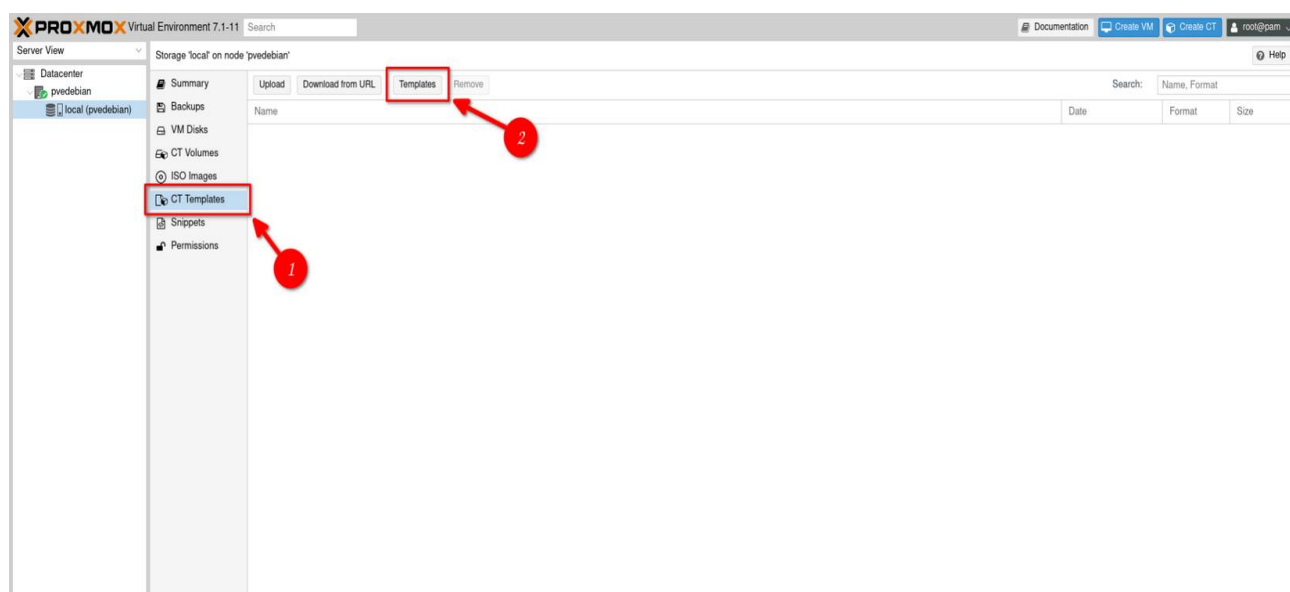 PROXMOX Virtual Environment 7.1-11 Search Documentation Create VM Create CT root@pam
Server View
Storage 'local' on node 'pvedebian'
Help
Datacenter
pvedebian
local (pvedebian)
Summary
Backups
VM Disks
CT Volumes
ISO Images
CT Templates
Snippets
Permissions
Upload Download from URL Templates Remove Search: Name, Format
Name Date Format Size
2
1